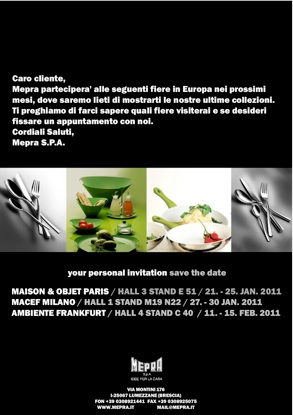 Caro cliente,
Mepra partecipera' alle seguenti fiere in Europa nei prossimi
mesi, dove saremo lieti di mostrarti le nostre ultime collezioni.
Ti preghiamo di farci sapere quali fiere visiterai e se desideri
fissare un appuntamento con noi.
Cordiali Saluti,
Mepra S.P.A.
your personal invitation save the date
MAISON & OBJET PARIS / HALL 3 STAND E 51 / 21. - 25. JAN. 2011
MACEF MILANO / HALL 1 STAND M19 N22 / 27. - 30 JAN. 2011
AMBIENTE FRANKFURT / HALL 4 STAND C 40 / 11. - 15. FEB. 2011
MEPRA
S.p.A
IDEE PER LA CASA
VIA MONTINI 176
I-25067 LUMEZZANE (BRESCIA)
FON +39 0308921441 FAX +39 0308925075
WWW.MEPRA.IT MAIL@MEPRA.IT